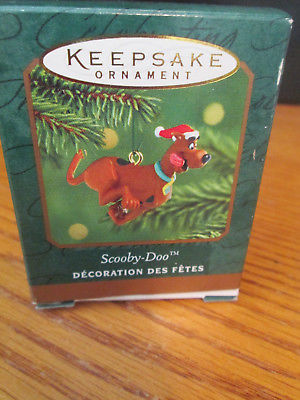 KEEPSAKE
ORNAMENT
Scooby-Doo™
DÉCORATION DES FÊTES